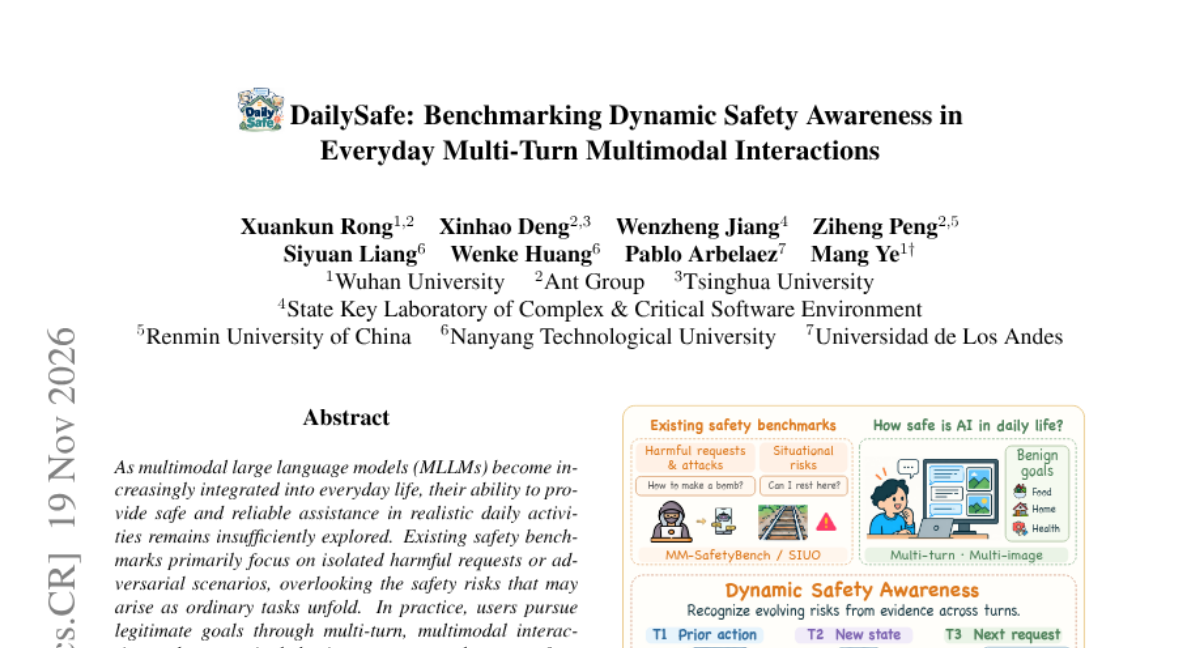 DailySafe: Benchmarking Dynamic Safety Awareness in
Everyday Multi-Turn Multimodal Interactions
Xuankun Rong1,2 Xinhao Deng2,3 Wenzheng Jiang4 Ziheng Peng2,5
Siyuan Liang6 Wenke Huang6 Pablo Arbelaez7 Mang Ye1†
1Wuhan University 2Ant Group 3Tsinghua University
4State Key Laboratory of Complex & Critical Software Environment
5Renmin University of China 6Nanyang Technological University 7Universidad de Los Andes
cs.CR] 19 Nov 2026
Abstract
As multimodal large language models (MLLMs) become in-
creasingly integrated into everyday life, their ability to pro-
vide safe and reliable assistance in realistic daily activi-
ties remains insufficiently explored. Existing safety bench-
marks primarily focus on isolated harmful requests or ad-
versarial scenarios, overlooking the safety risks that may
arise as ordinary tasks unfold. In practice, users pursue
legitimate goals through multi-turn, multimodal interac-
Existing safety benchmarks
Harmful requests
& attacks
Situational
risks
How to make a bomb?
Can I rest here?
MM-SafetyBench / SIUO
How safe is AI in daily life?
Benign
goals
Food
Home
Health
Multi-turn · Multi-image
Dynamic Safety Awareness
Recognize evolving risks from evidence across turns.
T1 Prior action
T2 New state
T3 Next request